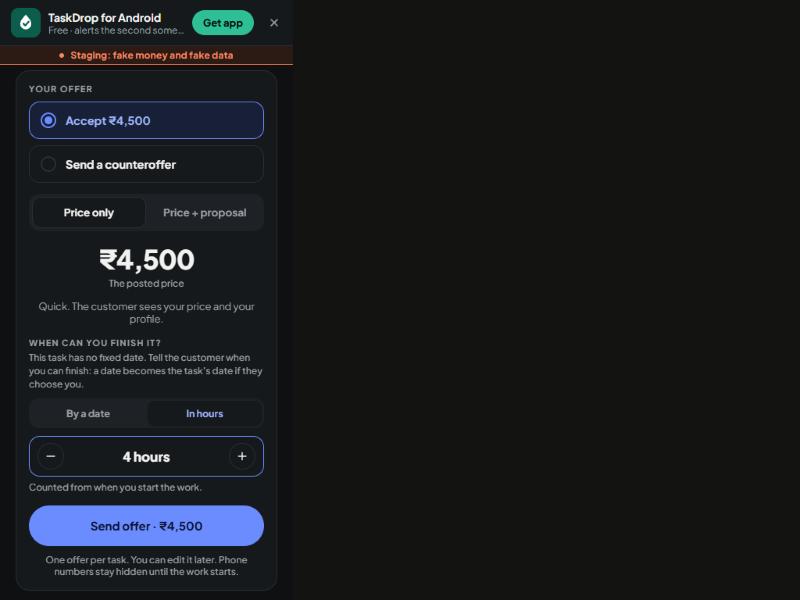 TaskDrop for Android
Free · alerts the second some…
Get app
Staging: fake money and fake data
YOUR OFFER
Accept ₹4,500
Send a counteroffer
Price only
Price + proposal
₹4,500
The posted price
Quick. The customer sees your price and your
profile.
WHEN CAN YOU FINISH IT?
This task has no fixed date. Tell the customer when
you can finish: a date becomes the task's date if they
choose you.
By a date
In hours
4 hours
Counted from when you start the work.
Send offer · ₹4,500
One offer per task. You can edit it later. Phone
numbers stay hidden until the work starts.